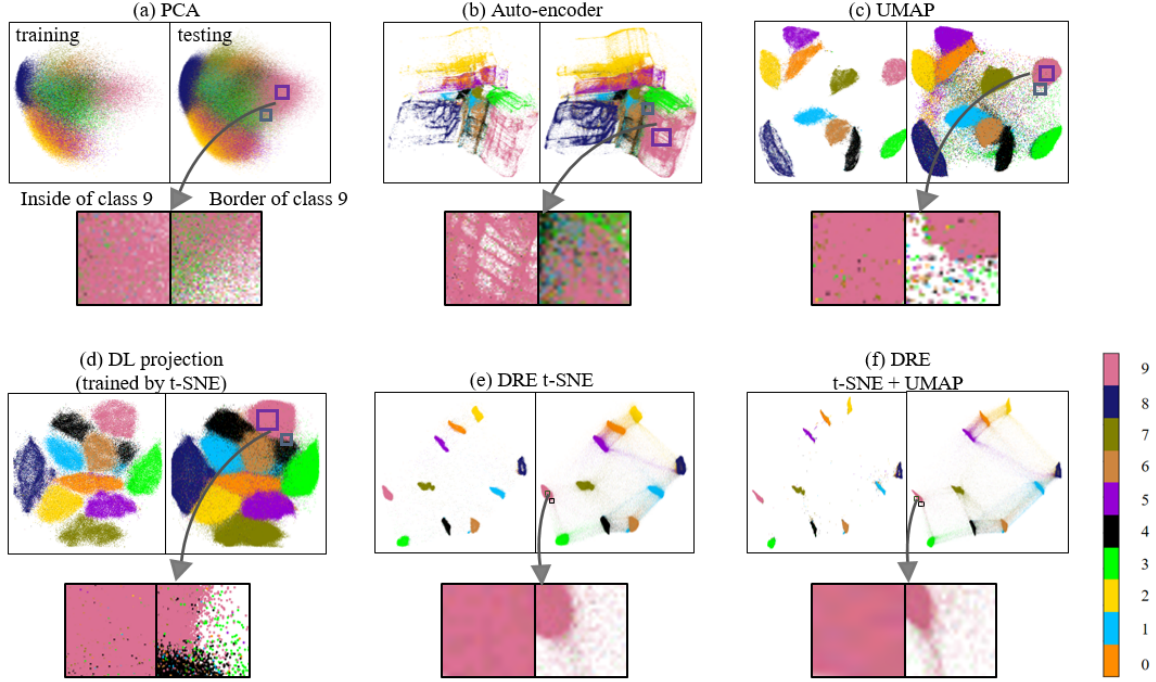 (a) PCA
(b) Auto-encoder
(c) UMAP
training
testing
Inside of class 9
Border of class 9
(d) DL projection
(trained by t-SNE)
(e) DRE t-SNE
(f) DRE
t-SNE + UMAP
9
8
7
6
5
4
3
2
1
0